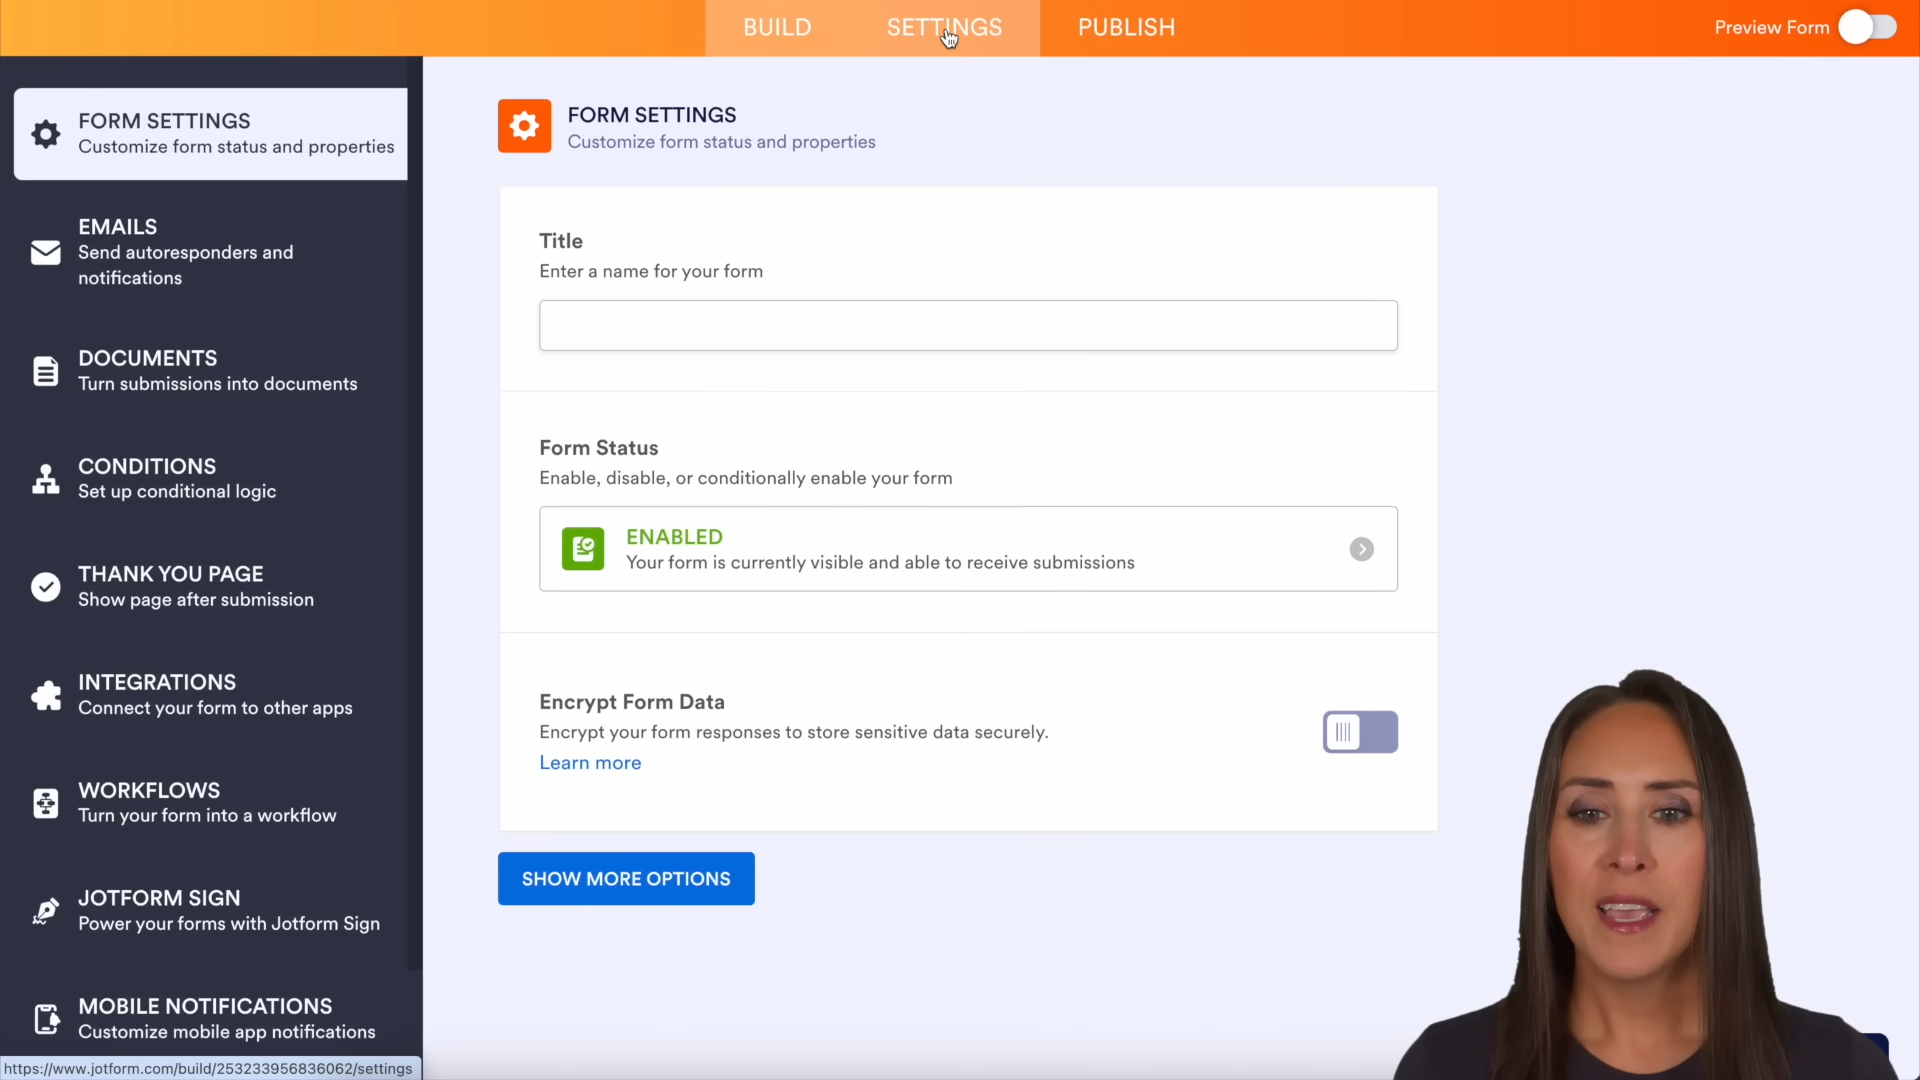 BUILD
SETTINGS
PUBLISH
Preview Form
FORM SETTINGS
Customize form status and properties
EMAILS
Send autoresponders and
notifications
DOCUMENTS
Turn submissions into documents
CONDITIONS
Set up conditional logic
THANK YOU PAGE
Show page after submission
INTEGRATIONS
Connect your form to other apps
WORKFLOWS
Turn your form into a workflow
JOTFORM SIGN
Power your forms with Jotform Sign
MOBILE NOTIFICATIONS
Customize mobile app notifications
https://www.jotform.com/build/253233956836062/settings
FORM SETTINGS
Customize form status and properties
Title
Enter a name for your form
Form Status
Enable, disable, or conditionally enable your form
ENABLED
Your form is currently visible and able to receive submissions
Encrypt Form Data
Encrypt your form responses to store sensitive data securely.
Learn more
SHOW MORE OPTIONS